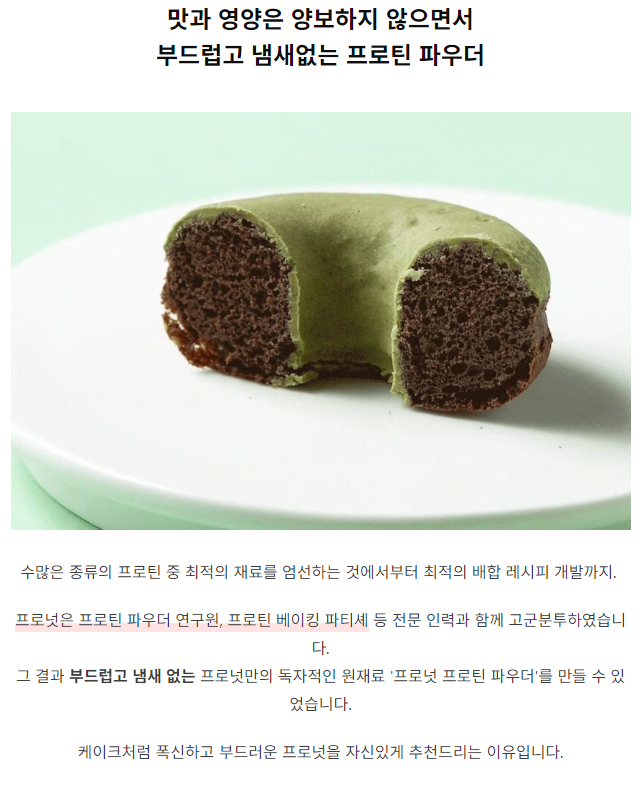 맛과 영양은 양보하지 않으면서
부드럽고 냄새없는 프로틴 파우더
수많은 종류의 프로틴 중 최적의 재료를 엄선하는 것에서부터 최적의 배합 레시피 개발까지.
프로넛은 프로틴 파우더 연구원, 프로틴 베이킹 파티셰 등 전문 인력과 함께 고군분투하였습니
다.
그 결과 부드럽고 냄새 없는 프로넛만의 독자적인 원재료 '프로넛 프로틴 파우더'를 만들 수 있
었습니다.
케이크처럼 폭신하고 부드러운 프로넛을 자신있게 추천드리는 이유입니다.